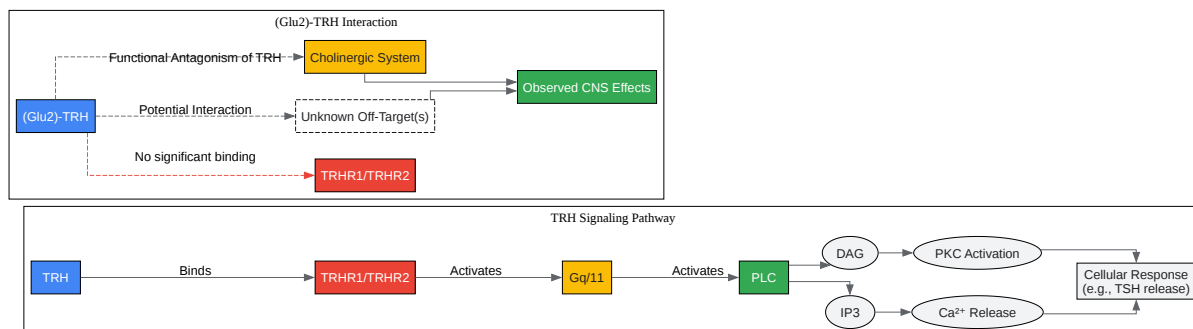 (Glu2)-TRH Interaction
Functional Antagonism of TRH
Cholinergic System
Observed CNS Effects
(Glu2)-TRH
Potential Interaction
Unknown Off-Target(s)
No significant binding
TRHR1/TRHR2
TRH Signaling Pathway
TRH
Binds
TRHR1/TRHR2
Activates
Gq/11
Activates
PLC
DAG
PKC Activation
IP3
Ca²⁺ Release
Cellular Response
(e.g., TSH release)